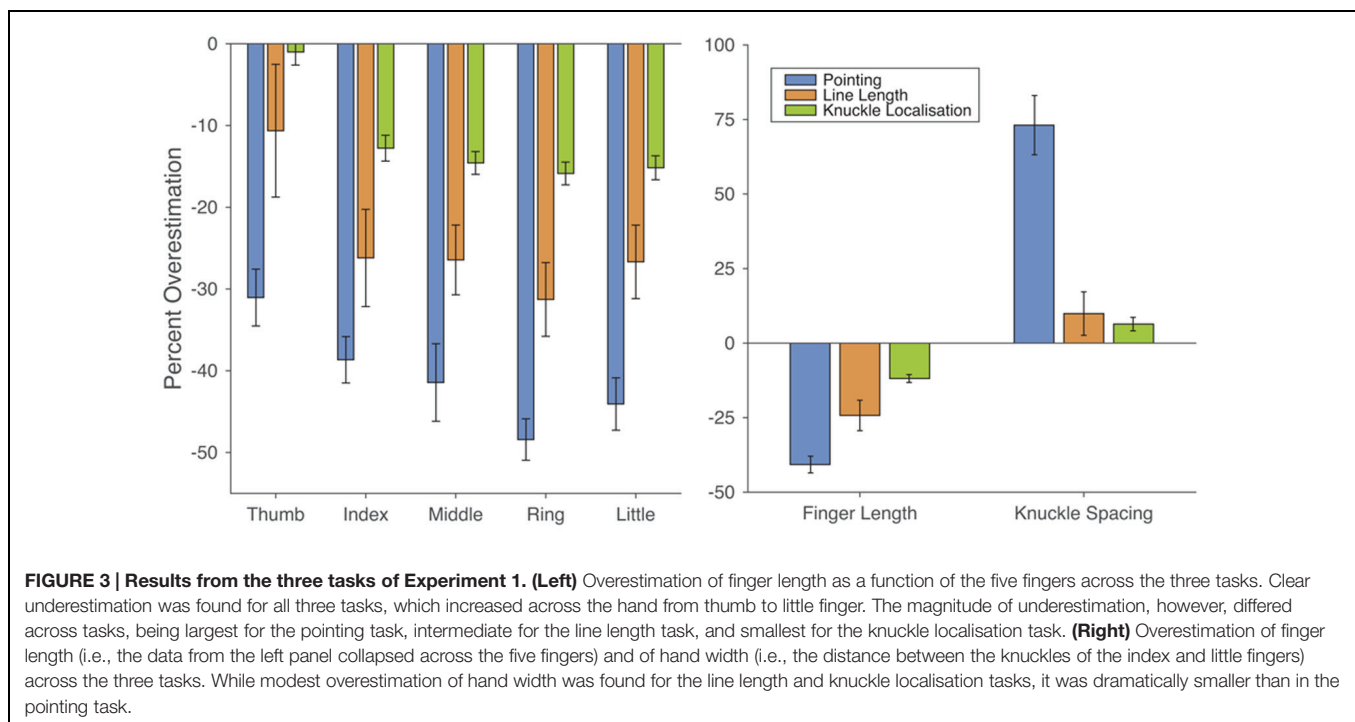 0
-10
-20
-30
-40
-50
Percent Overestimation
Thumb Index Middle Ring Little
100
75
50
25
0
-25
-50
Pointing
Line Length
Knuckle Localisation
Finger Length Knuckle Spacing
FIGURE 3 | Results from the three tasks of Experiment 1. (Left) Overestimation of finger length as a function of the five fingers across the three tasks. Clear
underestimation was found for all three tasks, which increased across the hand from thumb to little finger. The magnitude of underestimation, however, differed
across tasks, being largest for the pointing task, intermediate for the line length task, and smallest for the knuckle localisation task. (Right) Overestimation of finger
length (i.e., the data from the left panel collapsed across the five fingers) and of hand width (i.e., the distance between the knuckles of the index and little fingers)
across the three tasks. While modest overestimation of hand width was found for the line length and knuckle localisation tasks, it was dramatically smaller than in the
pointing task.